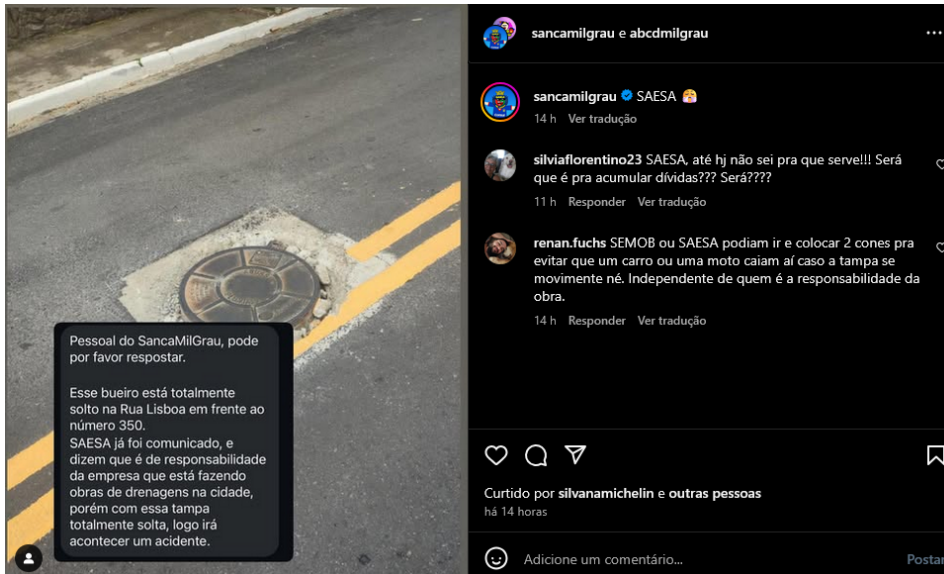 sancamilgrau e abcdmilgrau
sancamilgrau SAESA 😤
14 h Ver tradução
silviaflorentino23 SAESA, até hj não sei pra que serve!!! Será
que é pra acumular dívidas??? Será????
11 h Responder Ver tradução
renan.fuchs SEMOB ou SAESA podiam ir e colocar 2 cones pra
evitar que um carro ou uma moto caiam aí caso a tampa se
movimente né. Independente de quem é a responsabilidade da
obra.
14 h Responder Ver tradução
Pessoal do SancaMilGrau, pode
por favor respostar.
Esse bueiro está totalmente
solto na Rua Lisboa em frente ao
número 350.
SAESA já foi comunicado, e
dizem que é de responsabilidade
da empresa que está fazendo
obras de drenagens na cidade,
porém com essa tampa
totalmente solta, logo irá
acontecer um acidente.
Curtido por silvanamichelin e outras pessoas
há 14 horas
Adicione um comentário...
Postar